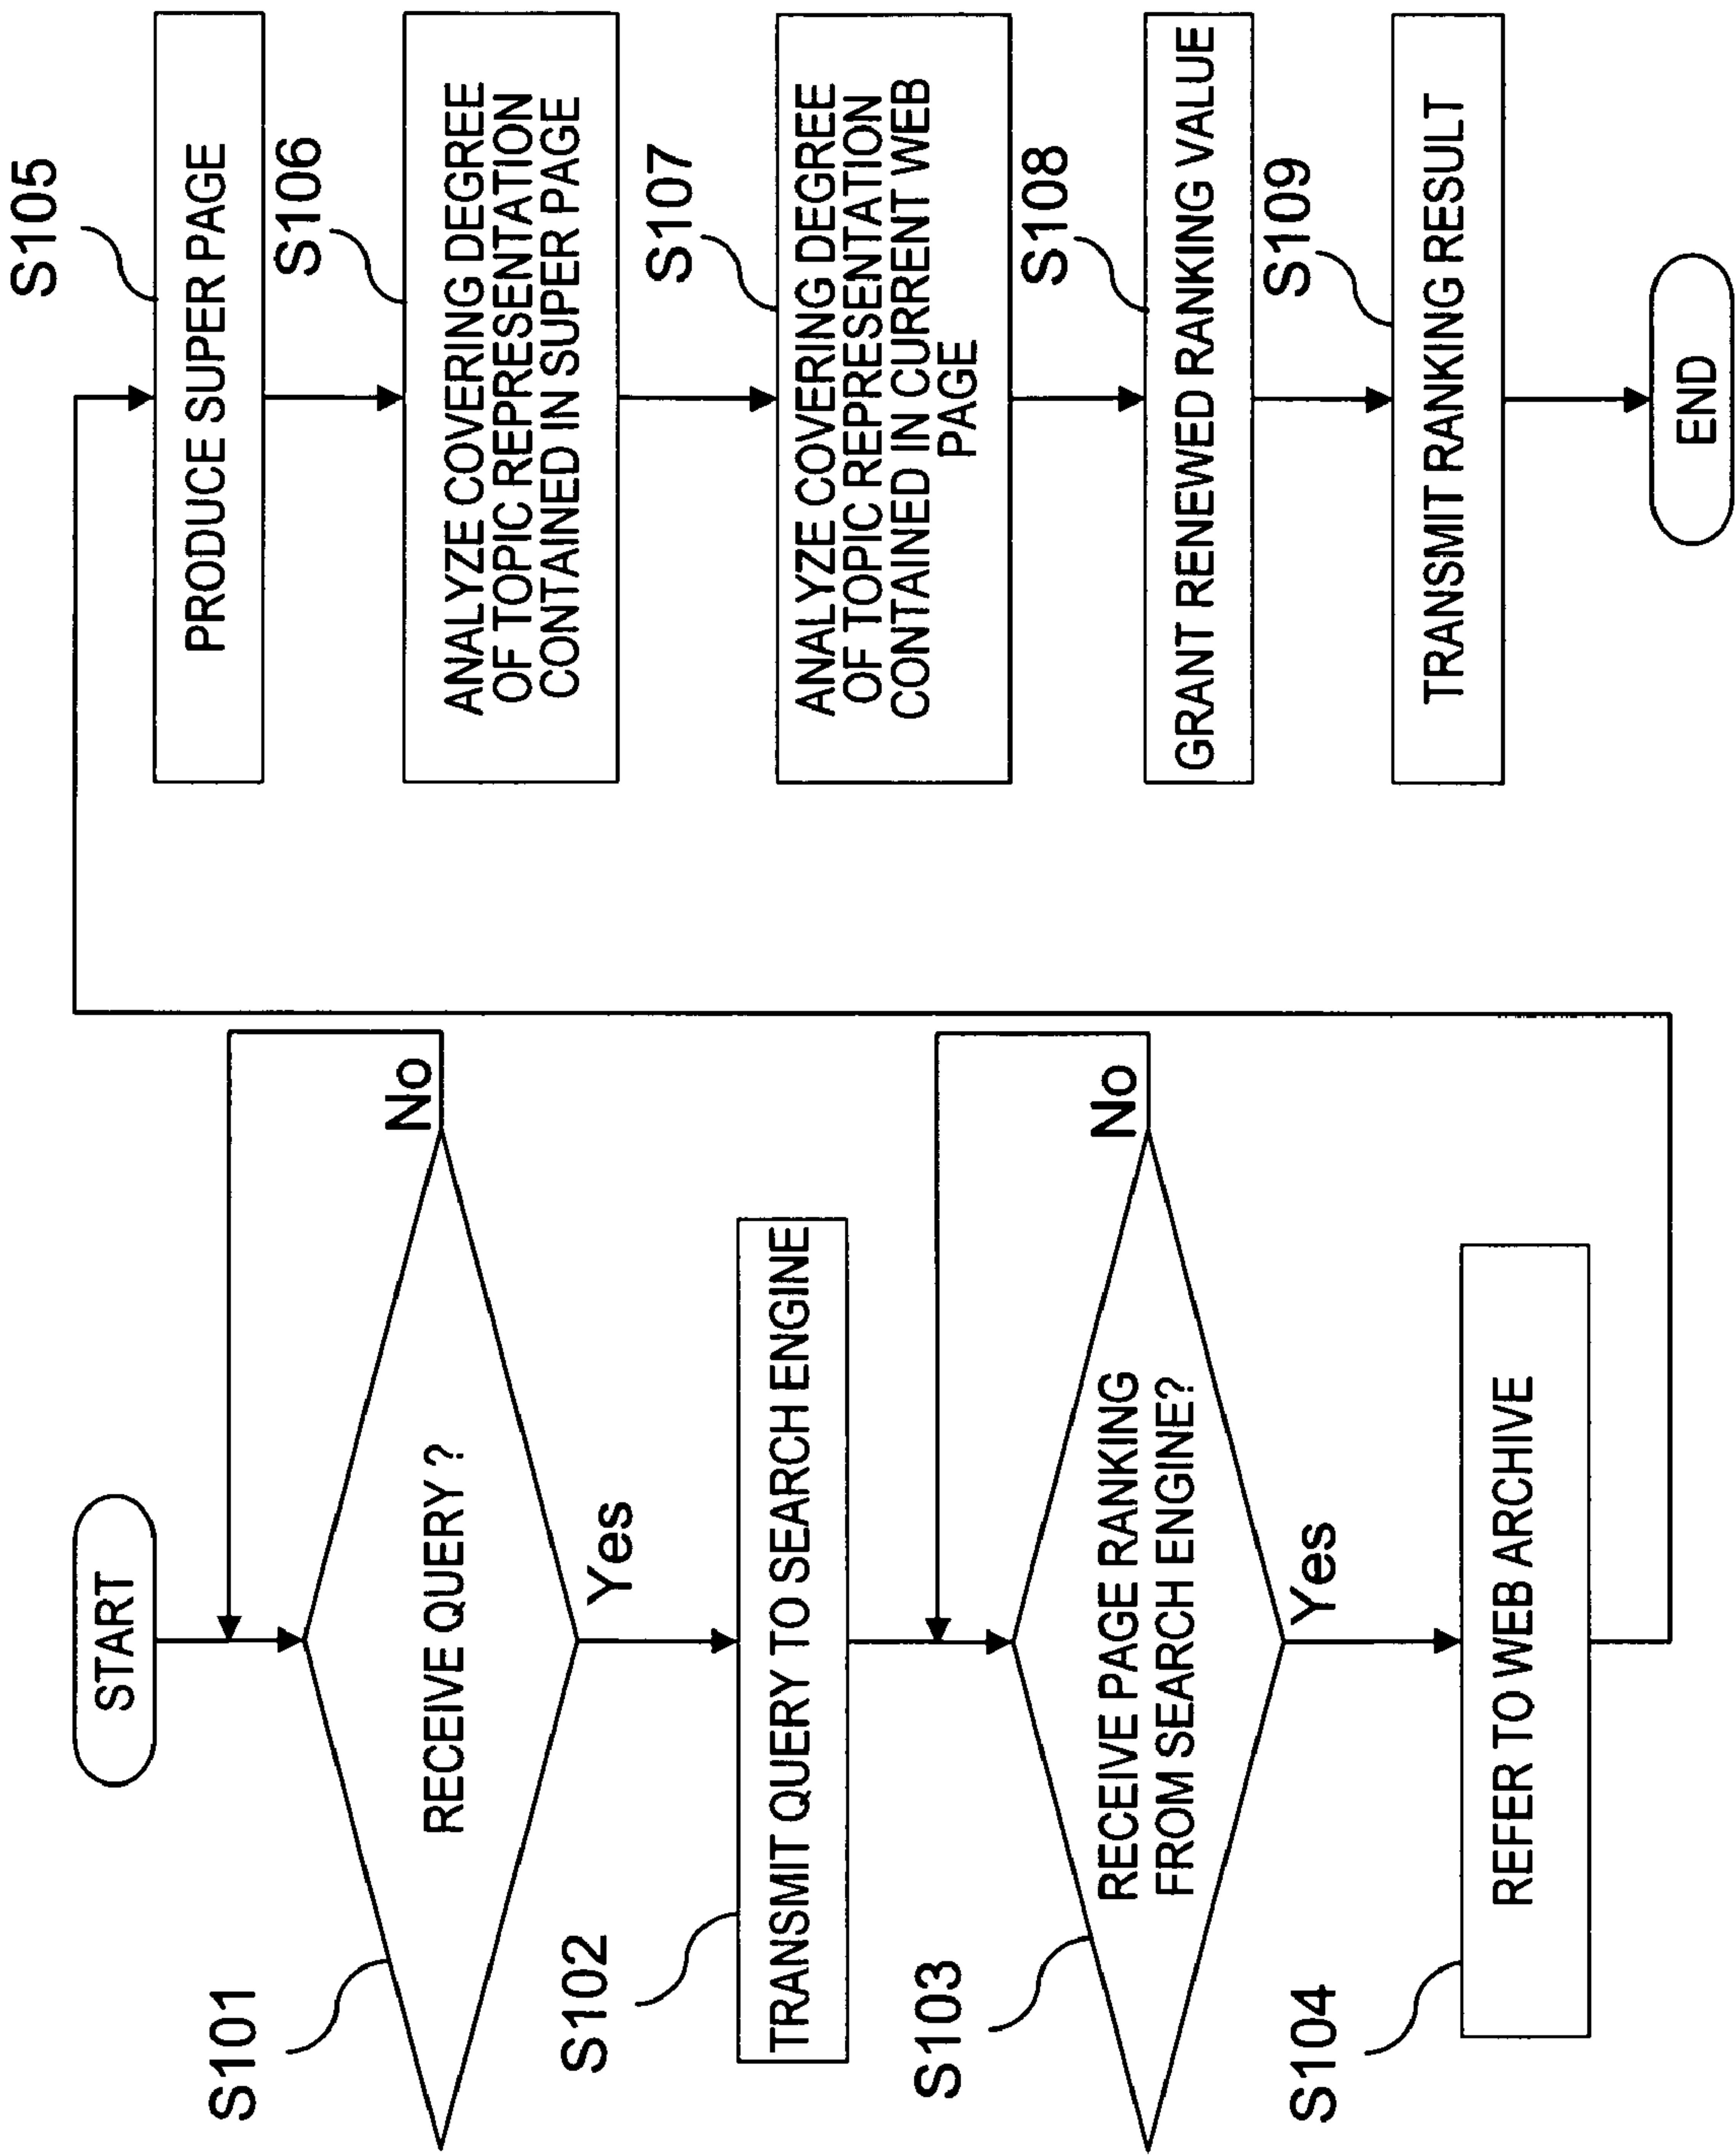 START
S101
RECEIVE QUERY ?
No
Yes
S102
TRANSMIT QUERY TO SEARCH ENGINE
S103
RECEIVE PAGE RANKING
FROM SEARCH ENGINE?
No
Yes
S104
REFER TO WEB ARCHIVE
S105
PRODUCE SUPER PAGE
S106
ANALYZE COVERING DEGREE
OF TOPIC REPRESENTATION
CONTAINED IN SUPER PAGE
S107
ANALYZE COVERING DEGREE
OF TOPIC REPRESENTATION
CONTAINED IN CURRENT WEB
PAGE
S108
GRANT RENEWED RANKING VALUE
S109
TRANSMIT RANKING RESULT
END